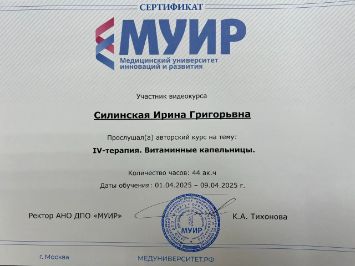 СЕРТИФИКАТ
МУИР
Медицинский университет
инноваций и развития
Участник видеокурса
Силинская Ирина Григорьвна
Прослушал(а) авторский курс на тему:
IV-терапия. Витаминные капельницы.
Количество часов: 44 ак.ч
Даты обучения: 01.04.2025 – 09.04.2025 г.
Ректор АНО ДПО «МУИР»
К.А. Тихонова
МУИР
г. Москва
МЕДУНИВЕРСИТЕТ.РФ